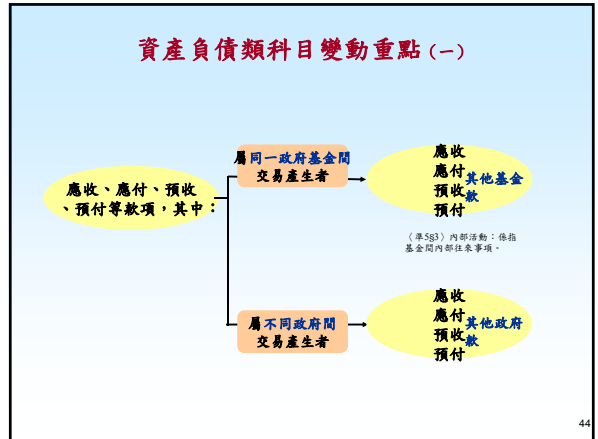 資產負債類科目變動重點(一)
應收、應付、預收
、預付等款項，其中：
屬同一政府基金間
交易產生者
應收
應付
預收
預付
其他基金
款
〈準5§3〉內部活動：係指
基金間內部往來事項。
屬不同政府間
交易產生者
應收
應付
預收
預付
其他政府
款
44